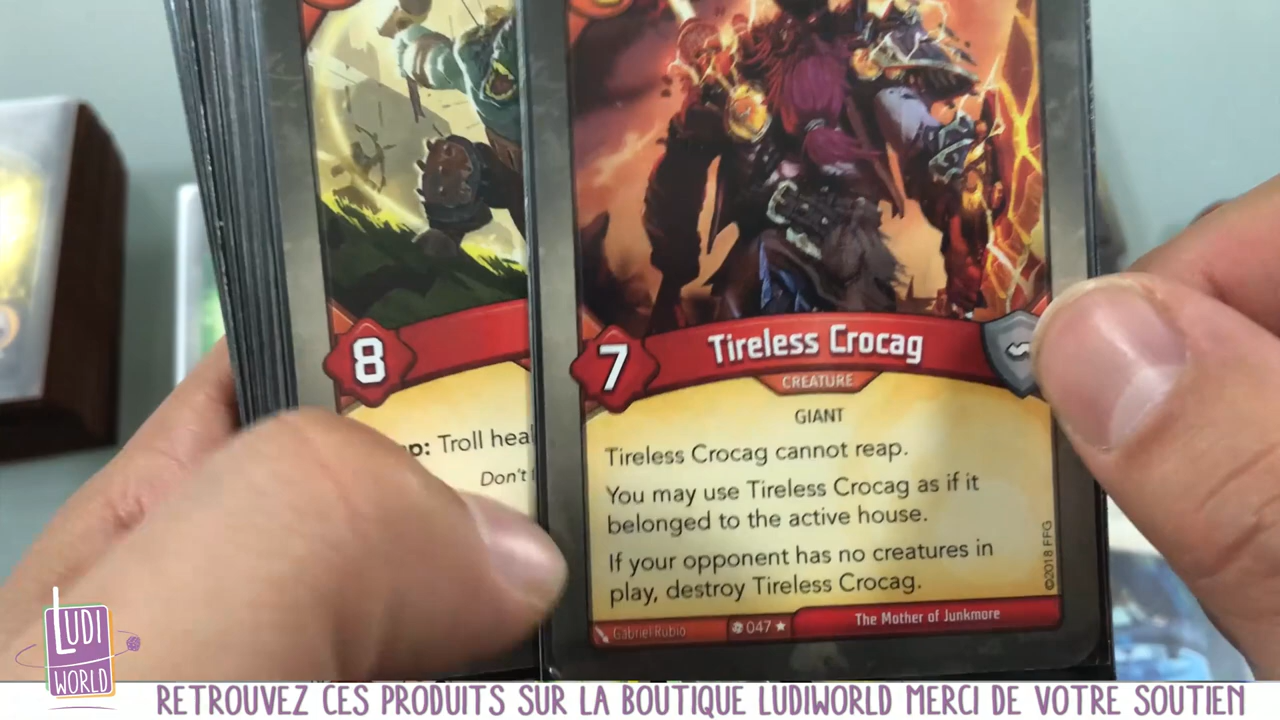 8
p: Troll heal
Don't
7
Tireless Crocag
CREATURE
GIANT
Tireless Crocag cannot reap.
You may use Tireless Crocag as if it
belonged to the active house.
If your opponent has no creatures in
play, destroy Tireless Crocag.
©2018 FFG
Gabriel Rubio
047
The Mother of Junkmore
LUDI
WORLD
RETROUVEZ CES PRODUITS SUR LA BOUTIQUE LUDIWORLD MERCI DE VOTRE SOUTIEN